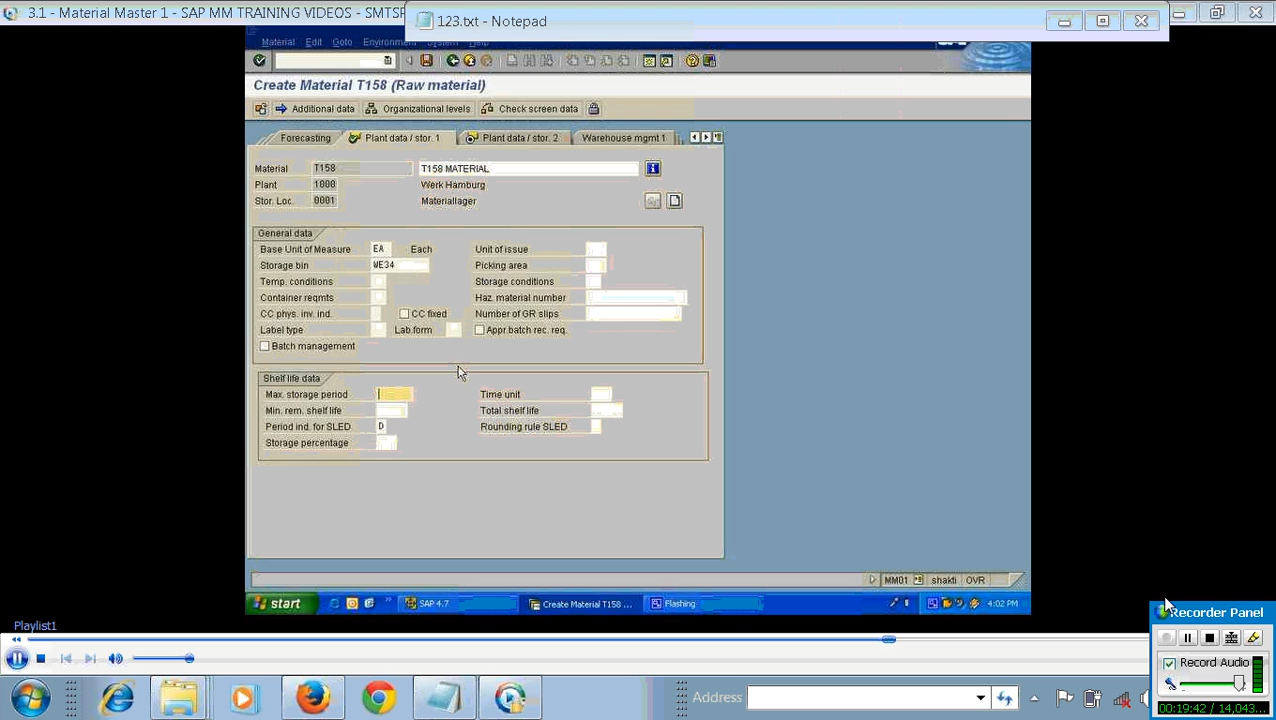 3.1 - Material Master 1 - SAP MM TRAINING VIDEOS - SMTSF
123.txt - Notepad
Material Edit Goto Environment System Help
Create Material T158 (Raw material)
Additional data Organizational levels Check screen data
Forecasting Plant data / stor. 1 Plant data / stor. 2 Warehouse mgmt 1
Material T158 T158 MATERIAL
Plant 1000 Werk Hamburg
Stor. Loc. 0001 Materiallager
General data
Base Unit of Measure EA Each Unit of issue
Storage bin WE34 Picking area
Temp. conditions Storage conditions
Container reqmts Haz. material number
CC phys. inv. ind. CC fixed Number of GR slips
Label type Lab.form Appr.batch rec. req.
Batch management
Shelf life data
Max. storage period Time unit
Min. rem. shelf life Total shelf life
Period ind. for SLED D Rounding rule SLED
Storage percentage
MM01 shakti OVR
start SAP 4.7 Create Material T158 ... Flashing 4:02 PM
Playlist1
Recorder Panel
Record Audio
00:19:42 / 14,043...
Address